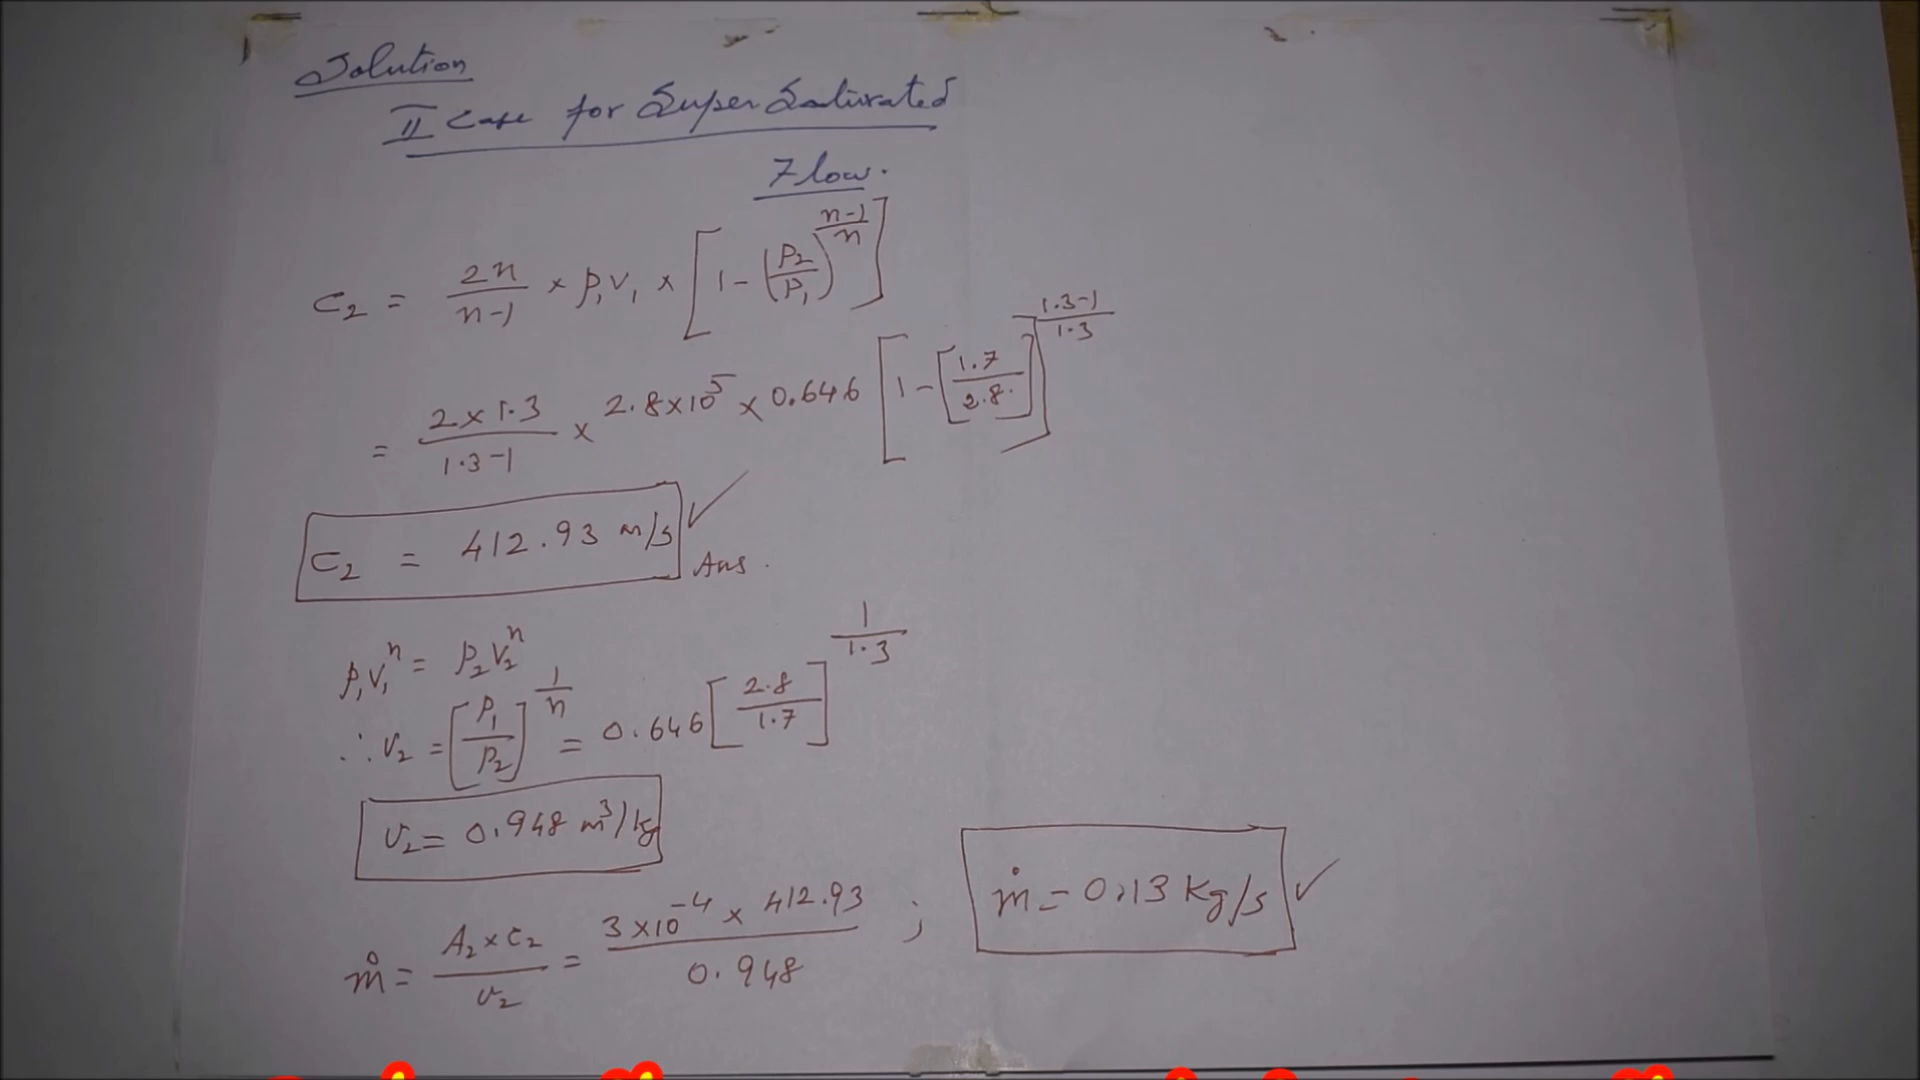 Solution
II Case for Super Saturated
Flow.
C₂ = 2n/n-1 × p₁v₁ × [1-(P₂/P₁)^(n-1/n)]
= 2×1.3/1.3-1 × 2.8×10⁵ × 0.646 [1-[1.7/2.8.]]^(1.3-1/1.3)
C₂ = 412.93 m/s
Ans.
p₁v₁ⁿ = p₂v₂ⁿ
∴ v₂ = [P₁/P₂]^(1/n) = 0.646 [2.8/1.7]^(1/1.3)
v₂ = 0.948 m³/kg
ṁ = A₂×C₂/v₂ = 3×10⁻⁴ × 412.93/0.948 ; ṁ = 0.13 kg/s